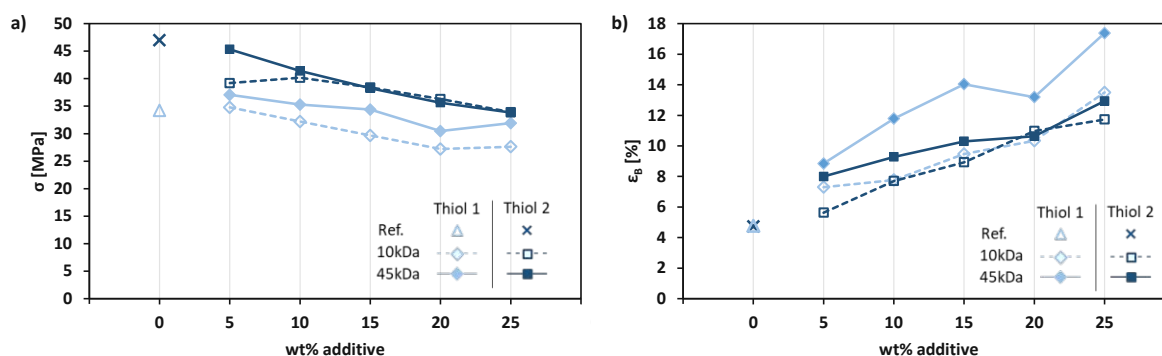 a)
σ [MPa]
50
45
40
35
30
25
20
15
10
5
0
Thiol 1 Thiol 2
Ref.
10kDa
45kDa
0 5 10 15 20 25
wt% additive
b)
ε_B [%]
18
16
14
12
10
8
6
4
2
0
Thiol 1 Thiol 2
Ref.
10kDa
45kDa
0 5 10 15 20 25
wt% additive